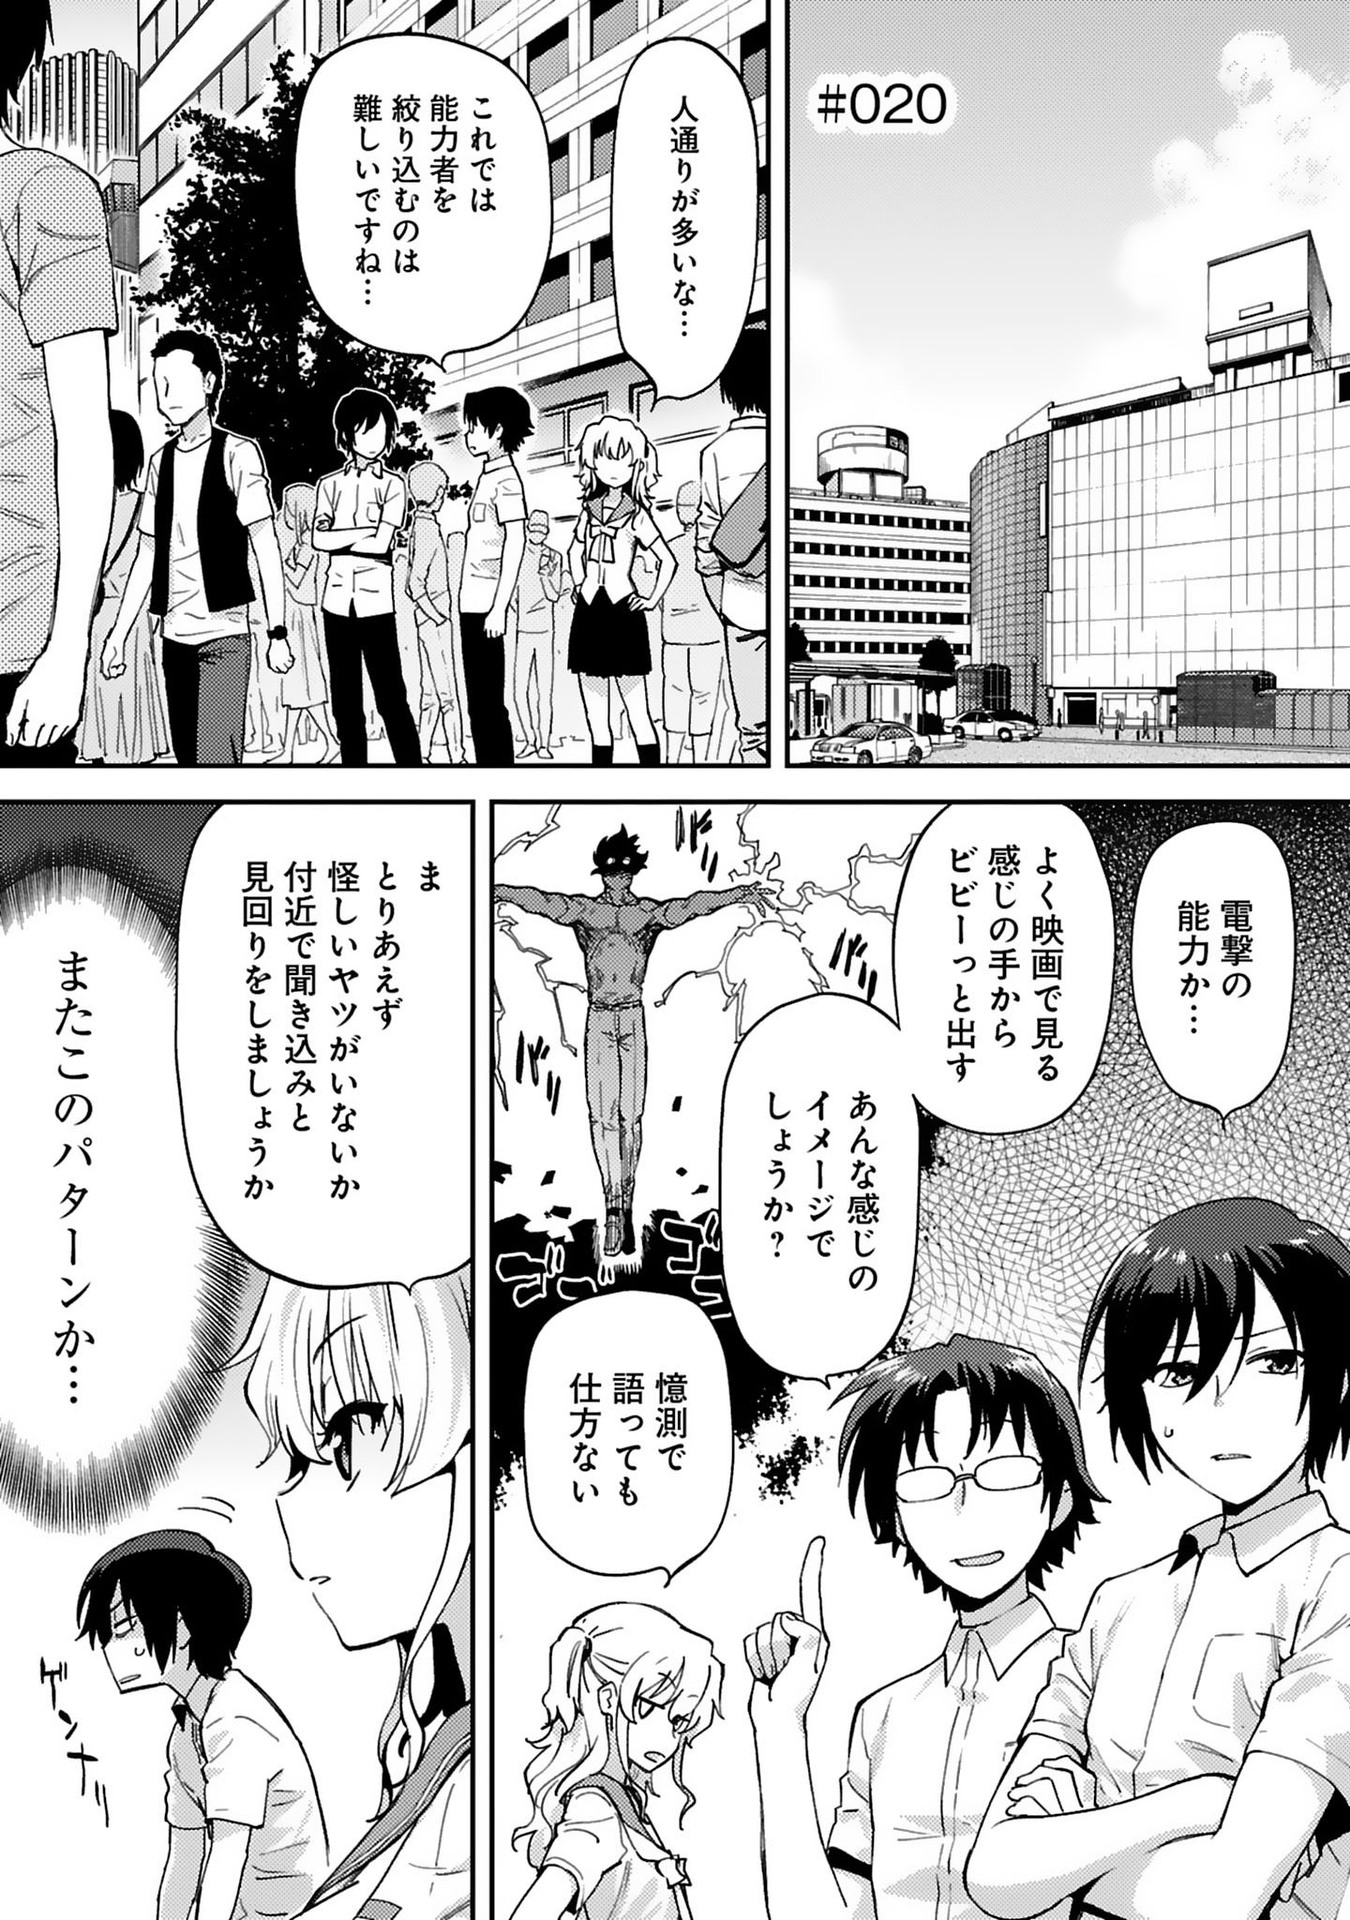 #020
人通りが多いな…
これでは
能力者を
絞り込むのは
難しいですね…
電撃の
能力か…
よく映画で見る
感じの手から
ビビーっと出す
あんな感じの
イメージで
しょうか?
バリバリ
バリバリ
ゴゴ
ゴゴ
憶測で
語っても
仕方ない
ま
とりあえず
怪しいヤツがいないか
付近で聞き込みと
見回りをしましょうか
またこのパターンか…
ゲンナリ